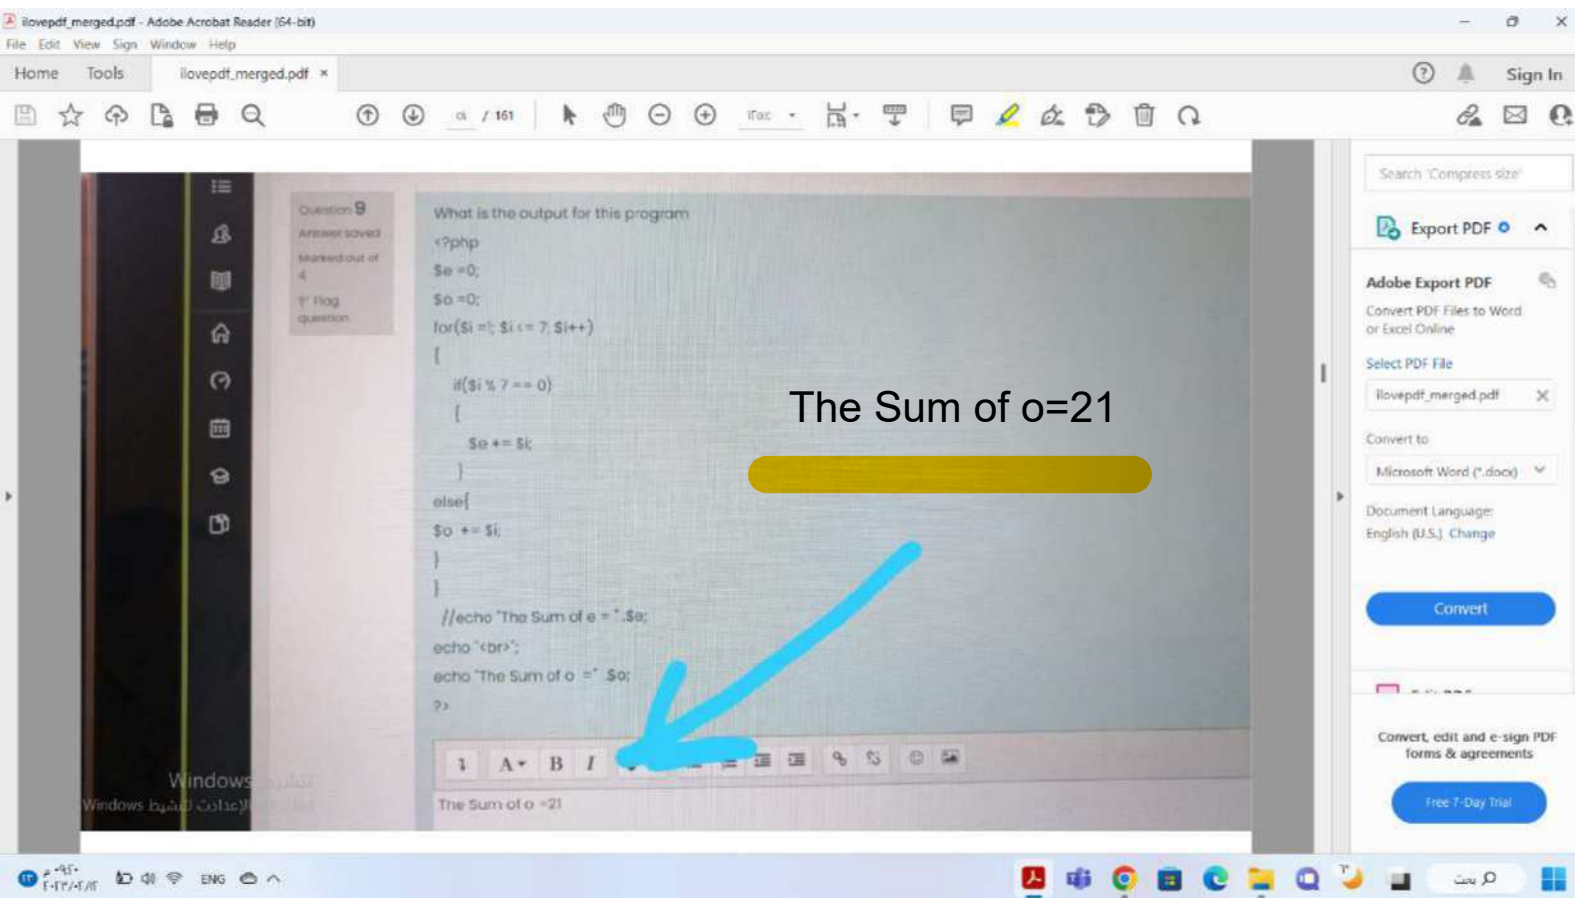 ilovepdf_merged.pdf - Adobe Acrobat Reader (64-bit)
File Edit View Sign Window Help
Home Tools ilovepdf_merged.pdf ×
Sign In
/ 161
Search 'Compress size'
Export PDF
Adobe Export PDF
Convert PDF Files to Word
or Excel Online
Select PDF File
ilovepdf_merged.pdf
Convert to
Microsoft Word (*.docx)
Document Language:
English (U.S.) Change
Convert
Convert, edit and e-sign PDF
forms & agreements
Free 7-Day Trial
Question 9
Answer saved
Marked out of
4
Flag
question
What is the output for this program
<?php
$e =0;
$o =0;
for($i =1; $i <= 7; $i++)
{
if($i % 7 == 0)
{
$e += $i;
}
else{
$o += $i;
}
}
//echo "The Sum of e = ".$e;
echo "<br>";
echo "The Sum of o =" .$o;
?>
The Sum of o=21
A B I
The Sum of o =21
Windows
Windows
ENG
بحث